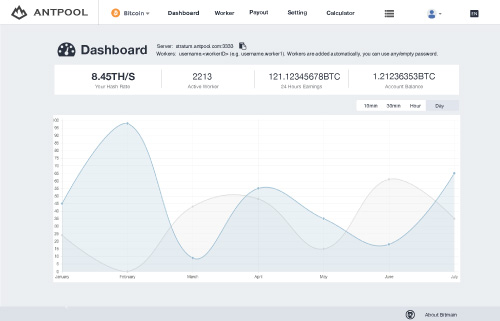 ANTPOOL
Bitcoin
Dashboard
Worker
Payout
Setting
Calculator
EN
Dashboard
Server: stratum.antpool.com:3333
Workers: username-<workerID> (e.g. username.worker1), Workers are added automatically, you can use any/empty password.
8.45TH/S
2213
121.12345678BTC
1.21236353BTC
Your Hash Rate
Active Worker
24 Hours Earnings
Account Balance
10min
30min
Hour
Day
100
95
90
85
80
75
70
65
60
55
50
45
40
35
30
25
20
15
10
5
0
January
February
March
April
May
June
July
About Bitmain